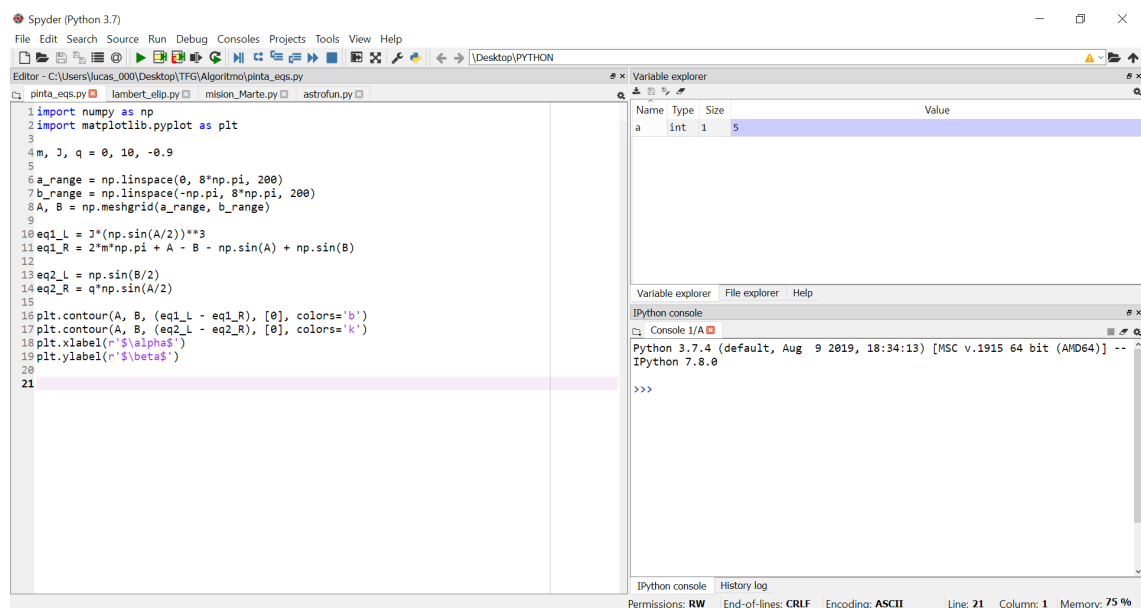 Spyder (Python 3.7)
File Edit Search Source Run Debug Consoles Projects Tools View Help
\Desktop\PYTHON
Editor - C:\Users\lucas_000\Desktop\TFG\Algoritmo\pinta_eqs.py
pinta_eqs.py lambert_elip.py mision_Marte.py astrofun.py
1 import numpy as np
2 import matplotlib.pyplot as plt
3
4 m, J, q = 0, 10, -0.9
5
6 a_range = np.linspace(0, 8*np.pi, 200)
7 b_range = np.linspace(-np.pi, 8*np.pi, 200)
8 A, B = np.meshgrid(a_range, b_range)
9
10 eq1_L = J*(np.sin(A/2))**3
11 eq1_R = 2*m*np.pi + A - B - np.sin(A) + np.sin(B)
12
13 eq2_L = np.sin(B/2)
14 eq2_R = q*np.sin(A/2)
15
16 plt.contour(A, B, (eq1_L - eq1_R), [0], colors='b')
17 plt.contour(A, B, (eq2_L - eq2_R), [0], colors='k')
18 plt.xlabel(r'$\alpha$')
19 plt.ylabel(r'$\beta$')
20
21
Variable explorer
Name Type Size Value
a int 1 5
Variable explorer File explorer Help
IPython console
Console 1/A
Python 3.7.4 (default, Aug  9 2019, 18:34:13) [MSC v.1915 64 bit (AMD64)] --
IPython 7.8.0
>>>
IPython console History log
Permissions: RW End-of-lines: CRLF Encoding: ASCII Line: 21 Column: 1 Memory: 75 %